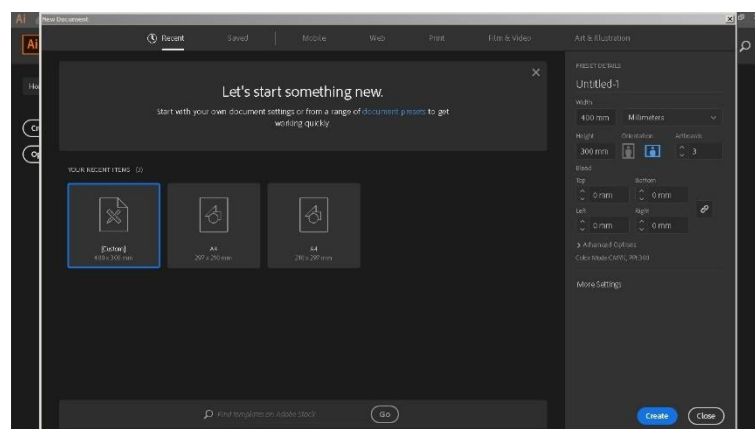 Ai
New Document
Ai
Recent
Saved
Mobile
Web
Print
Film & Video
Art & Illustration
Let's start something new.
Start with your own document settings or from a range of document presets to get
working quickly.
YOUR RECENT ITEMS (3)
[Custom]
400 x 300 mm
A4
297 x 210 mm
A4
210 x 297 mm
Find templates on Adobe Stock
Go
PRESET DETAILS
Untitled-1
Width
400 mm
Millimeters
Height
Orientation
Artboards
300 mm
3
Bleed
Top
Bottom
0 mm
0 mm
Left
Right
0 mm
0 mm
Advanced Options
Color Mode:CMYK, PPI:300
More Settings
Create
Close